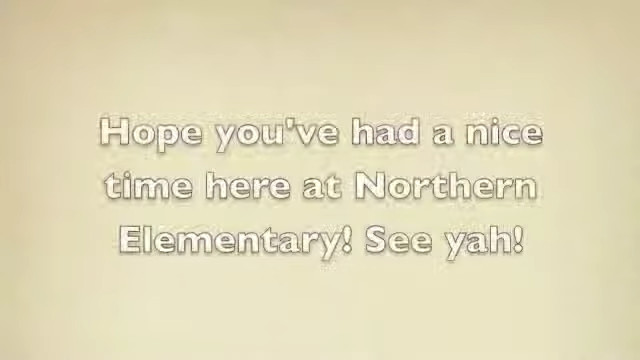 Hope you've had a nice
time here at Northern
Elementary! See yah!